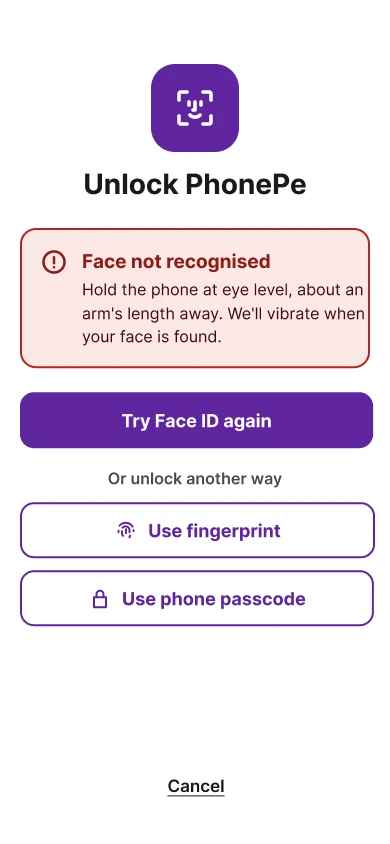 Unlock PhonePe
Face not recognised
Hold the phone at eye level, about an
arm's length away. We'll vibrate when
your face is found.
Try Face ID again
Or unlock another way
Use fingerprint
Use phone passcode
Cancel